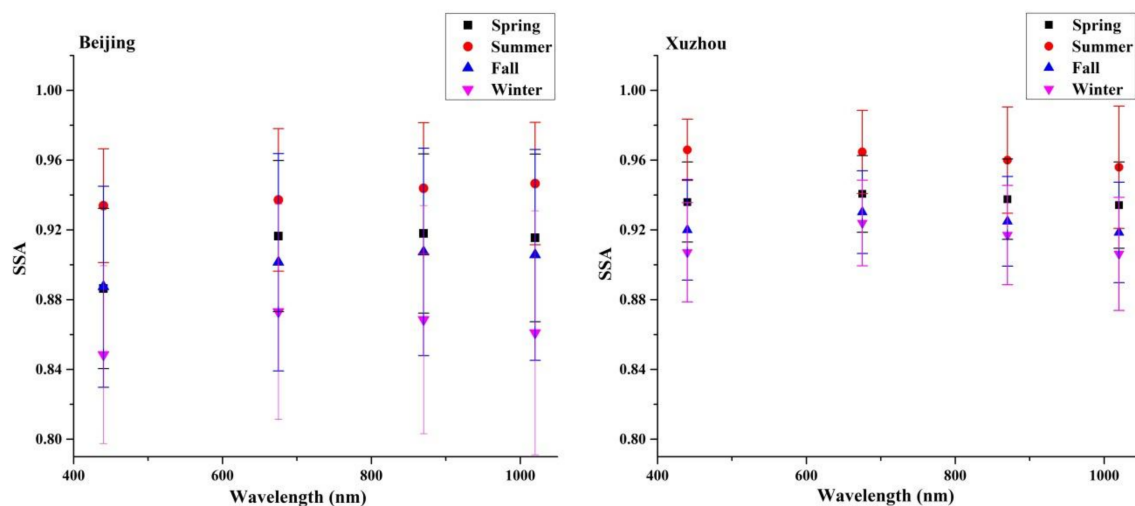 Beijing
Spring
Summer
Fall
Winter
1.00
0.96
0.92
0.88
0.84
0.80
SSA
400
600
800
1000
Wavelength (nm)
Xuzhou
Spring
Summer
Fall
Winter
1.00
0.96
0.92
0.88
0.84
0.80
SSA
400
600
800
1000
Wavelength (nm)